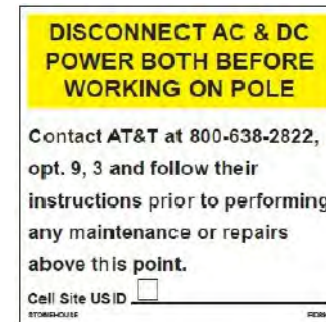 DISCONNECT AC & DC
POWER BOTH BEFORE
WORKING ON POLE
Contact AT&T at 800-638-2822,
opt. 9, 3 and follow their
instructions prior to performing
any maintenance or repairs
above this point.
Cell Site USID
STONEHOUSE